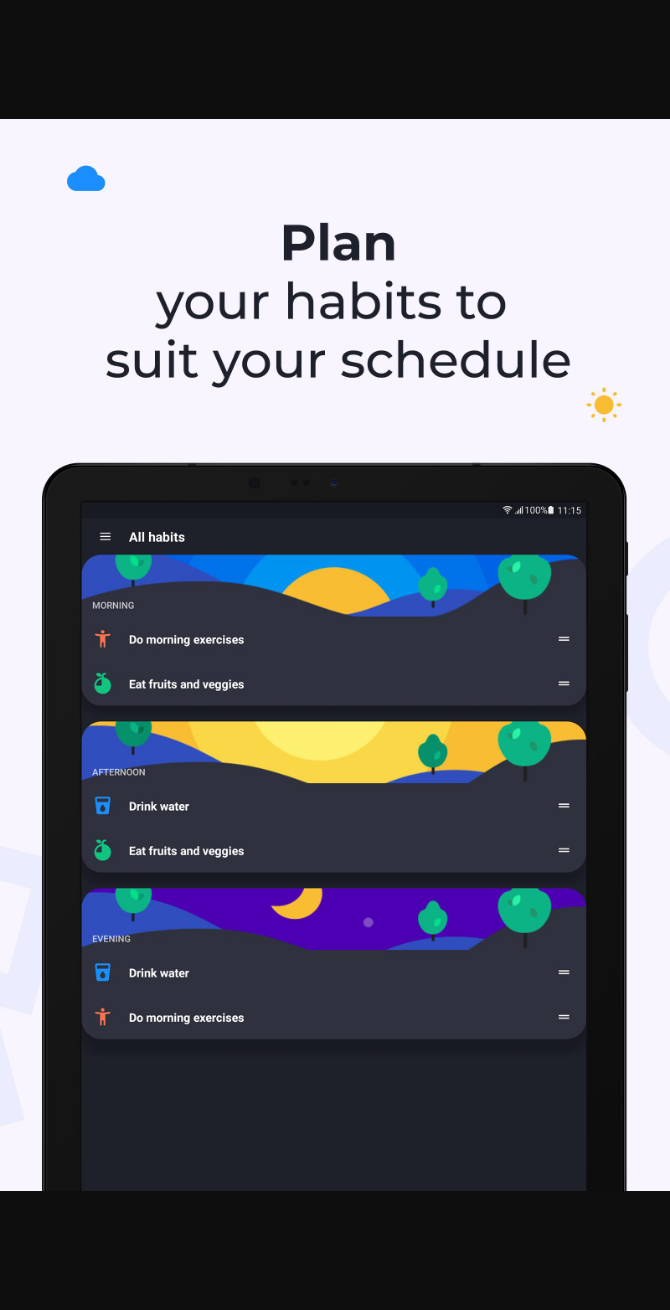 Plan
your habits to
suit your schedule
100% 11:15
All habits
MORNING
Do morning exercises
Eat fruits and veggies
AFTERNOON
Drink water
Eat fruits and veggies
EVENING
Drink water
Do morning exercises